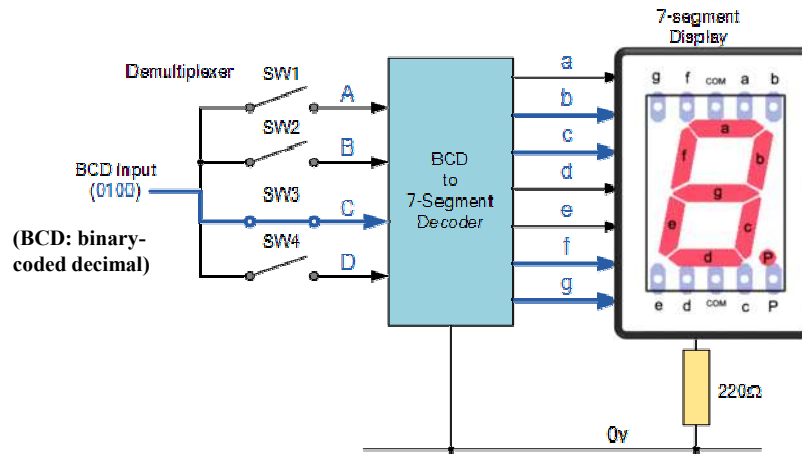 7-segment
Display
Demultiplexer
SW1
A
SW2
B
BCD input
(0100)
SW3
C
(BCD: binary-
coded decimal)
SW4
D
BCD
to
7-Segment
Decoder
a
b
c
d
e
f
g
g f COM a b
a
f
b
g
e
c
d
P
e d COM c P
220Ω
0v